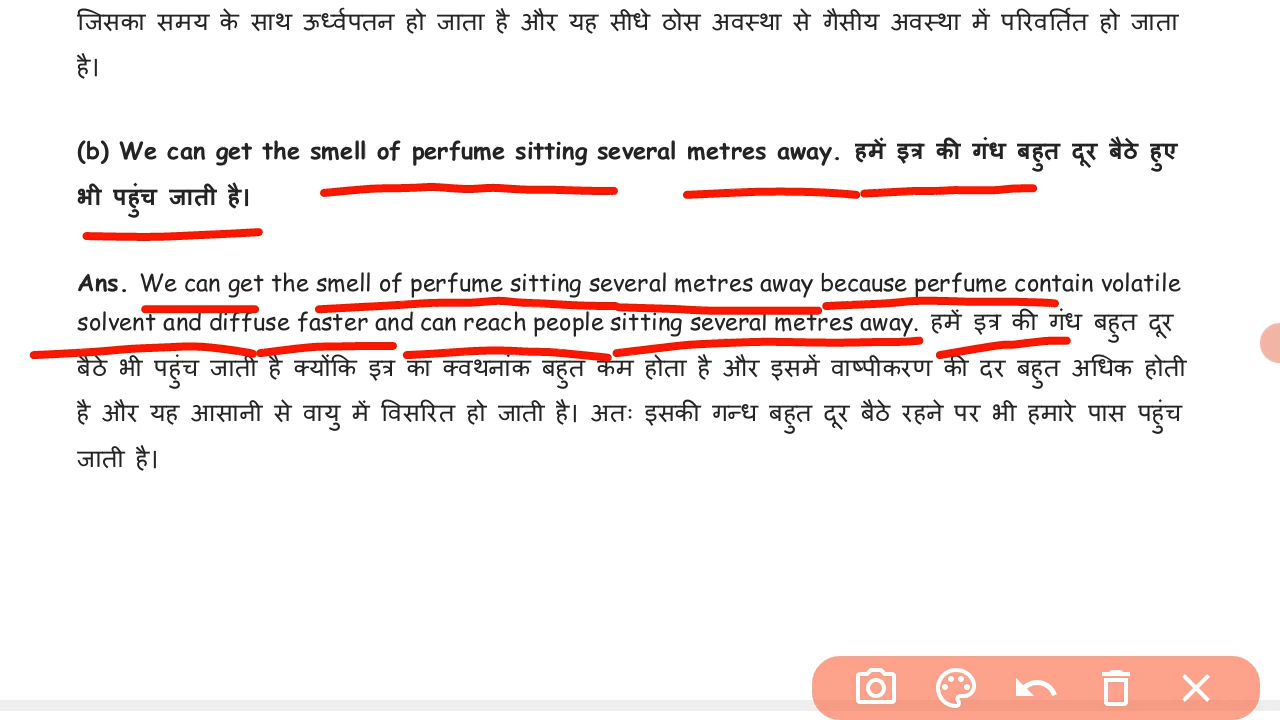 जिसका समय के साथ ऊर्ध्वपतन हो जाता है और यह सीधे ठोस अवस्था से गैसीय अवस्था में परिवर्तित हो जाता
है।
(b) We can get the smell of perfume sitting several metres away. हमें इत्र की गंध बहुत दूर बैठे हुए
भी पहुंच जाती है।
Ans. We can get the smell of perfume sitting several metres away because perfume contain volatile
solvent and diffuse faster and can reach people sitting several metres away. हमें इत्र की गंध बहुत दूर
बैठे भी पहुंच जाती है क्योंकि इत्र का क्वथनांक बहुत कम होता है और इसमें वाष्पीकरण की दर बहुत अधिक होती
है और यह आसानी से वायु में विसरित हो जाती है। अतः इसकी गन्ध बहुत दूर बैठे रहने पर भी हमारे पास पहुंच
जाती है।